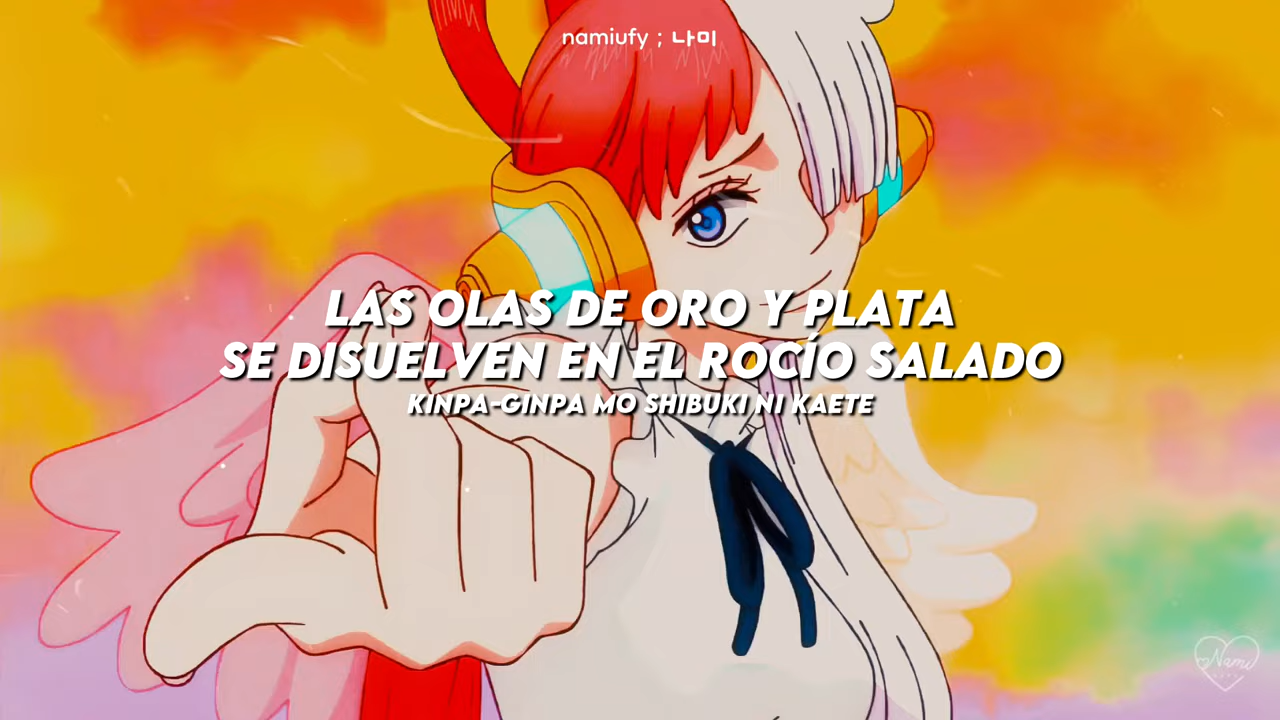 namiufy ; 나미
LAS OLAS DE ORO Y PLATA
SE DISUELVEN EN EL ROCÍO SALADO
KINPA-GINPA MO SHIBUKI NI KAETE
Nami